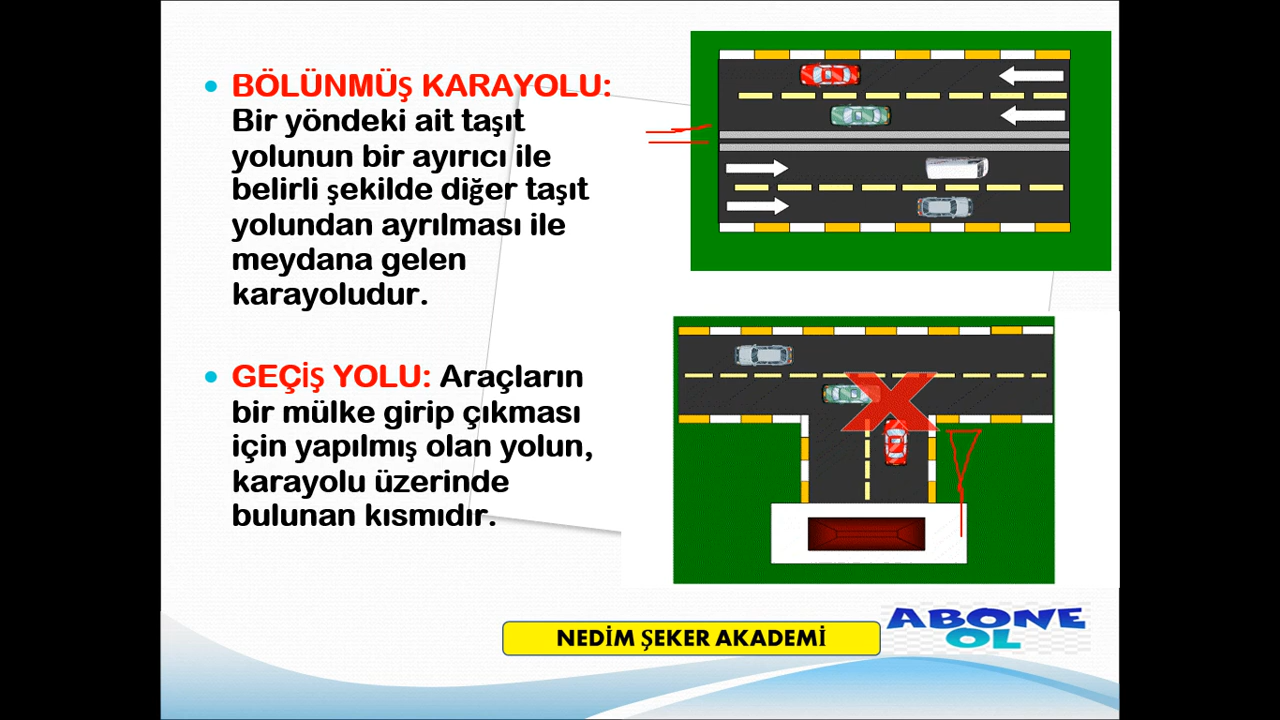 BÖLÜNMÜŞ KARAYOLU:
Bir yöndeki ait taşıt
yolunun bir ayırıcı ile
belirli şekilde diğer taşıt
yolundan ayrılması ile
meydana gelen
karayoludur.
GEÇİŞ YOLU: Araçların
bir mülke girip çıkması
için yapılmış olan yolun,
karayolu üzerinde
bulunan kısmıdır.
NEDİM ŞEKER AKADEMİ
ABONE
OL